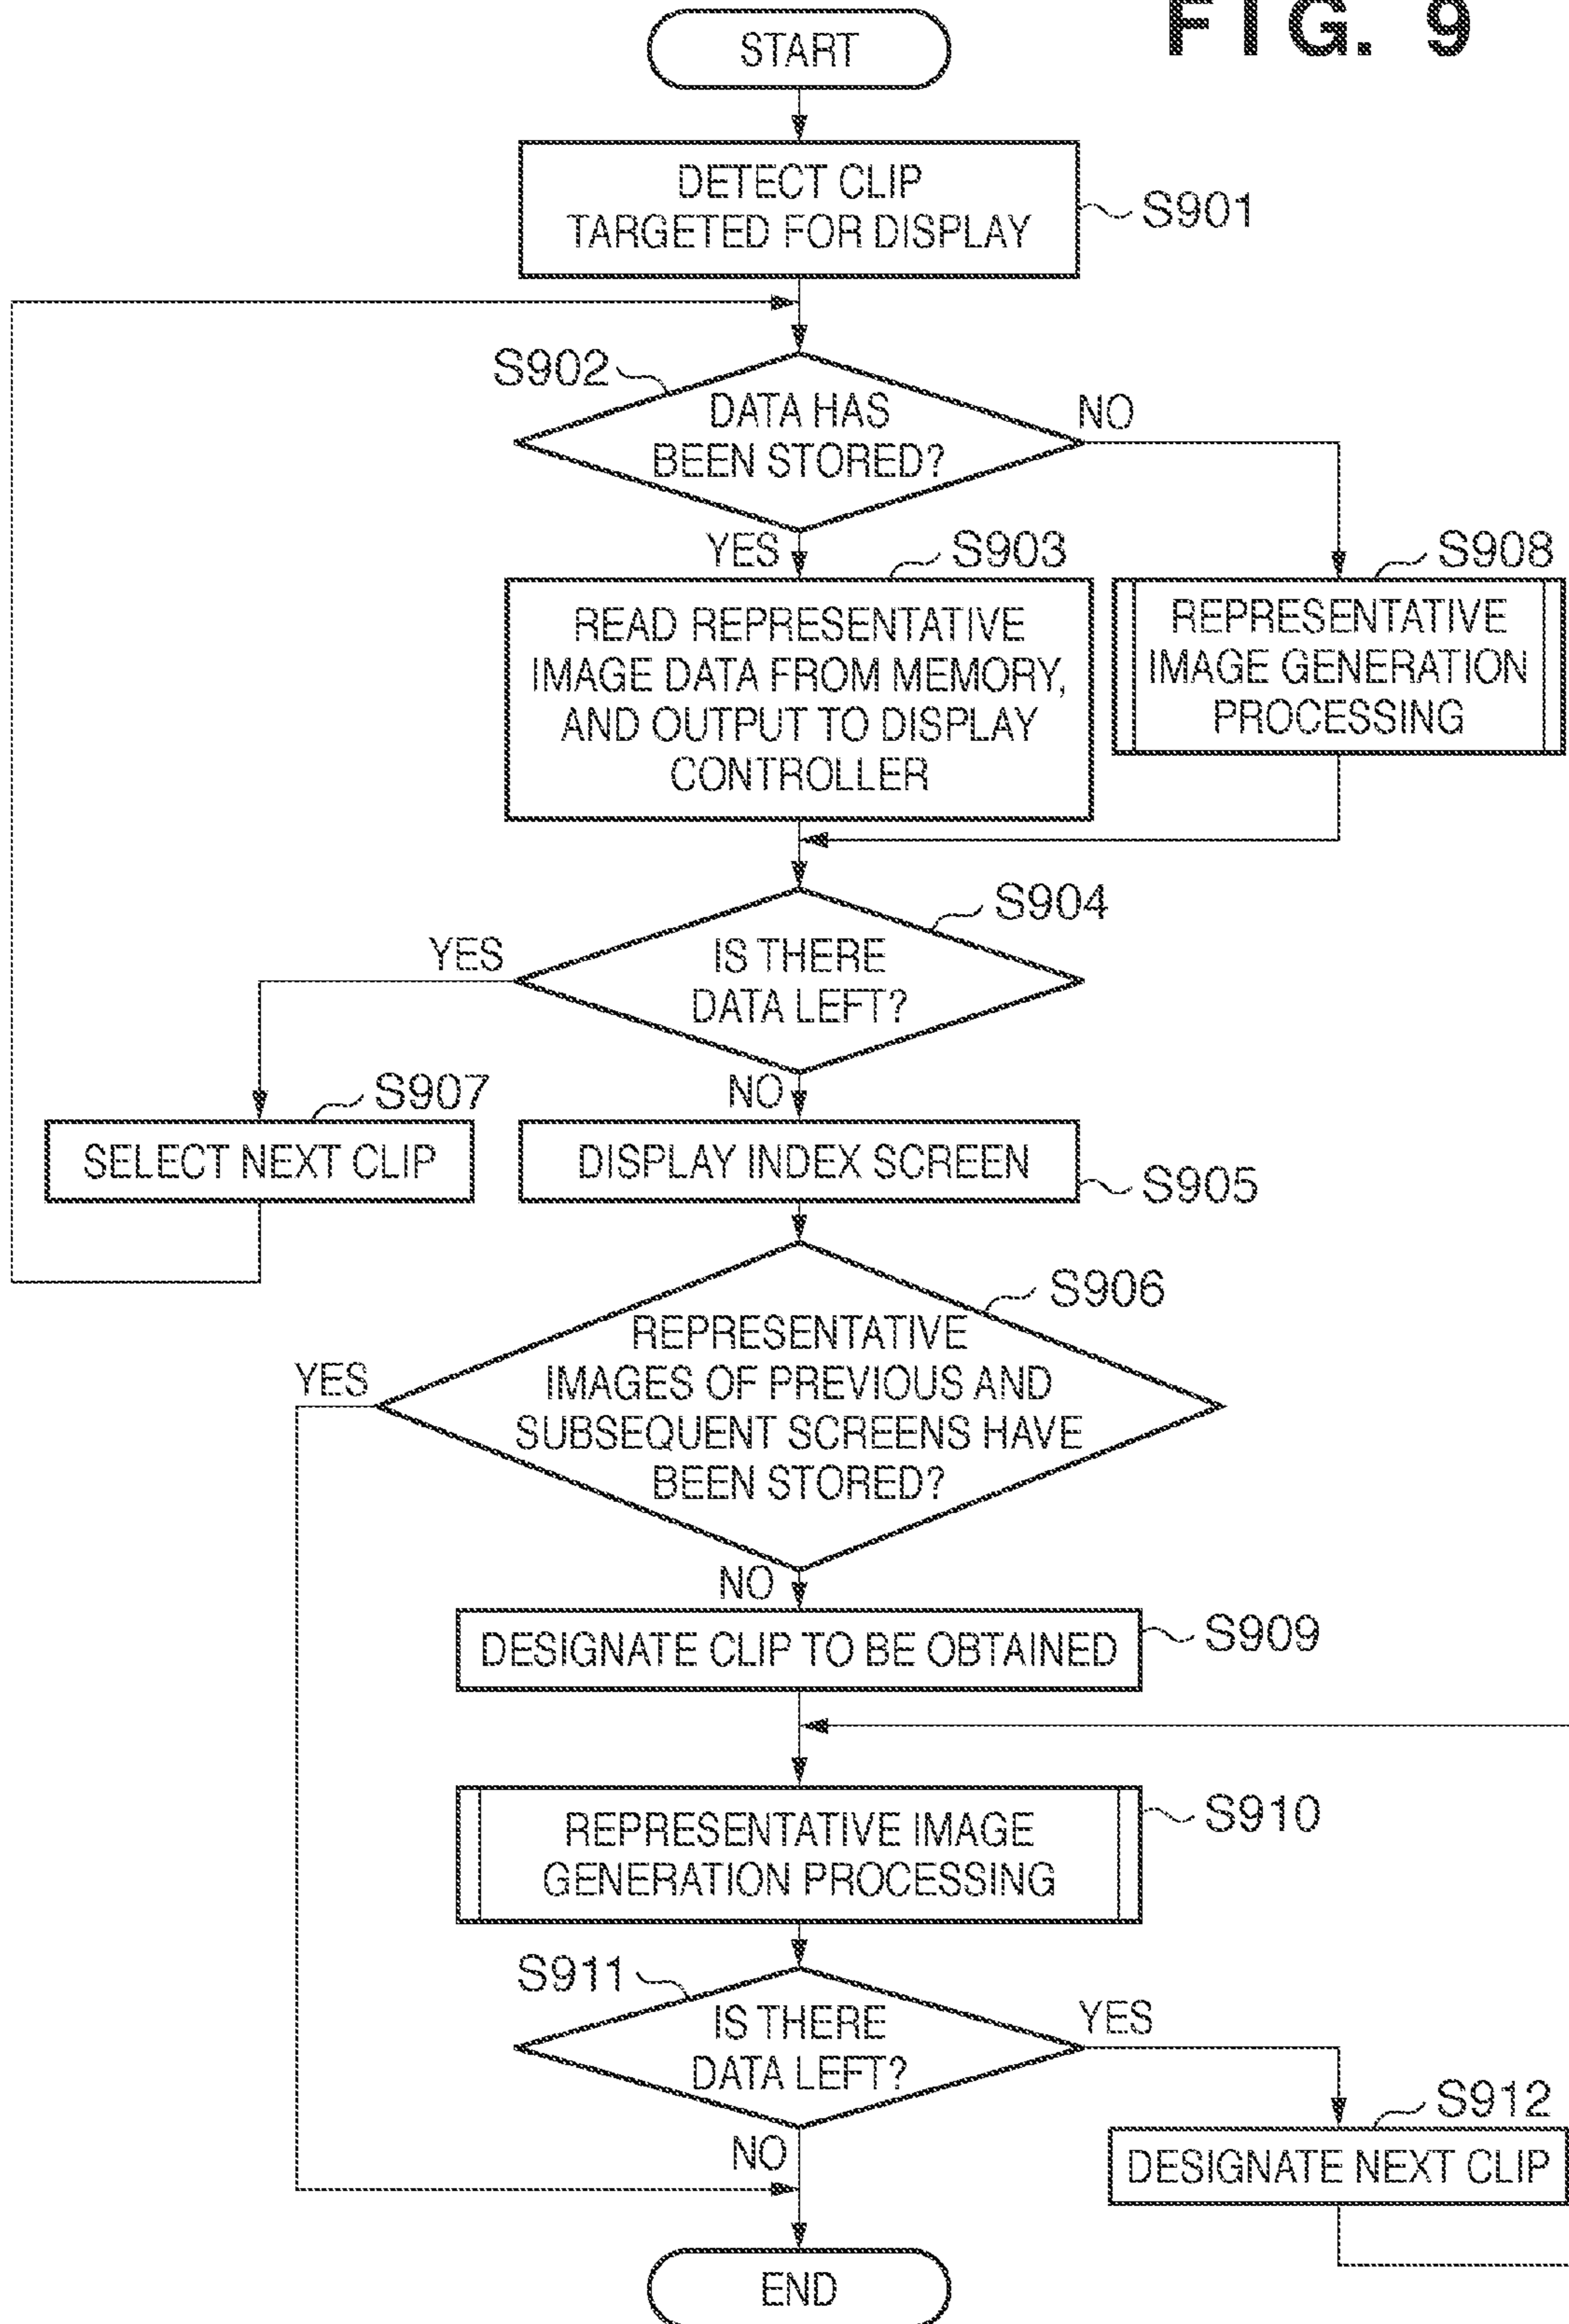 FIG. 9
START
DETECT CLIP
TARGETED FOR DISPLAY
S901
S902
DATA HAS
BEEN STORED?
NO
YES
S903
S908
READ REPRESENTATIVE
IMAGE DATA FROM MEMORY,
AND OUTPUT TO DISPLAY
CONTROLLER
REPRESENTATIVE
IMAGE GENERATION
PROCESSING
S904
YES
IS THERE
DATA LEFT?
NO
S907
SELECT NEXT CLIP
DISPLAY INDEX SCREEN
S905
S906
REPRESENTATIVE
IMAGES OF PREVIOUS AND
SUBSEQUENT SCREENS HAVE
BEEN STORED?
YES
NO
DESIGNATE CLIP TO BE OBTAINED
S909
REPRESENTATIVE IMAGE
GENERATION PROCESSING
S910
S911
IS THERE
DATA LEFT?
YES
NO
S912
DESIGNATE NEXT CLIP
END